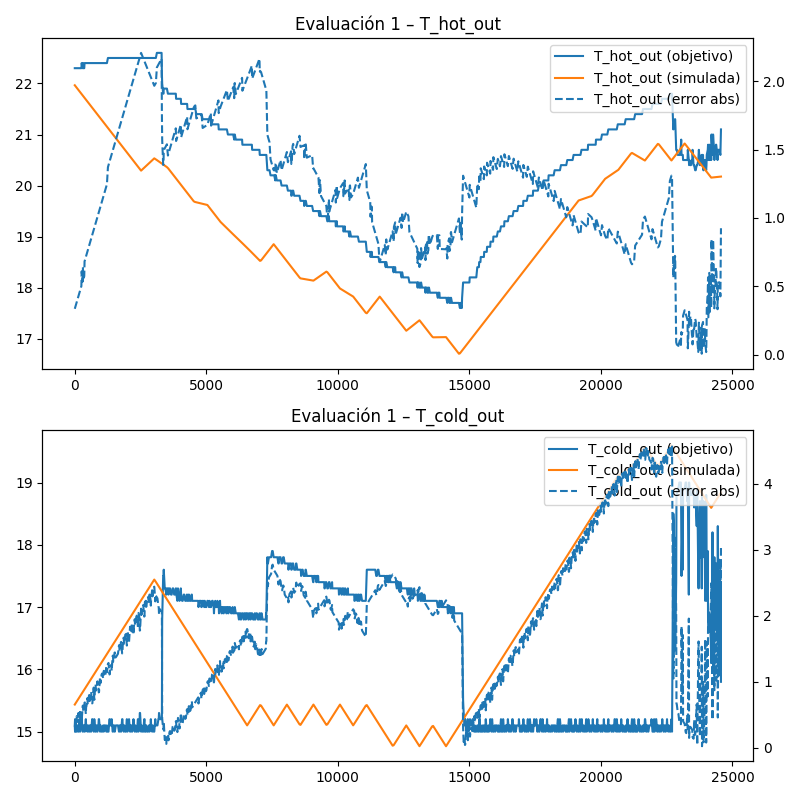 Evaluación 1 – T_hot_out
T_hot_out (objetivo)
T_hot_out (simulada)
T_hot_out (error abs)
22
21
20
19
18
17
2.0
1.5
1.0
0.5
0.0
0 5000 10000 15000 20000 25000
Evaluación 1 – T_cold_out
T_cold_out (objetivo)
T_cold_out (simulada)
T_cold_out (error abs)
19
18
17
16
15
4
3
2
1
0
0 5000 10000 15000 20000 25000